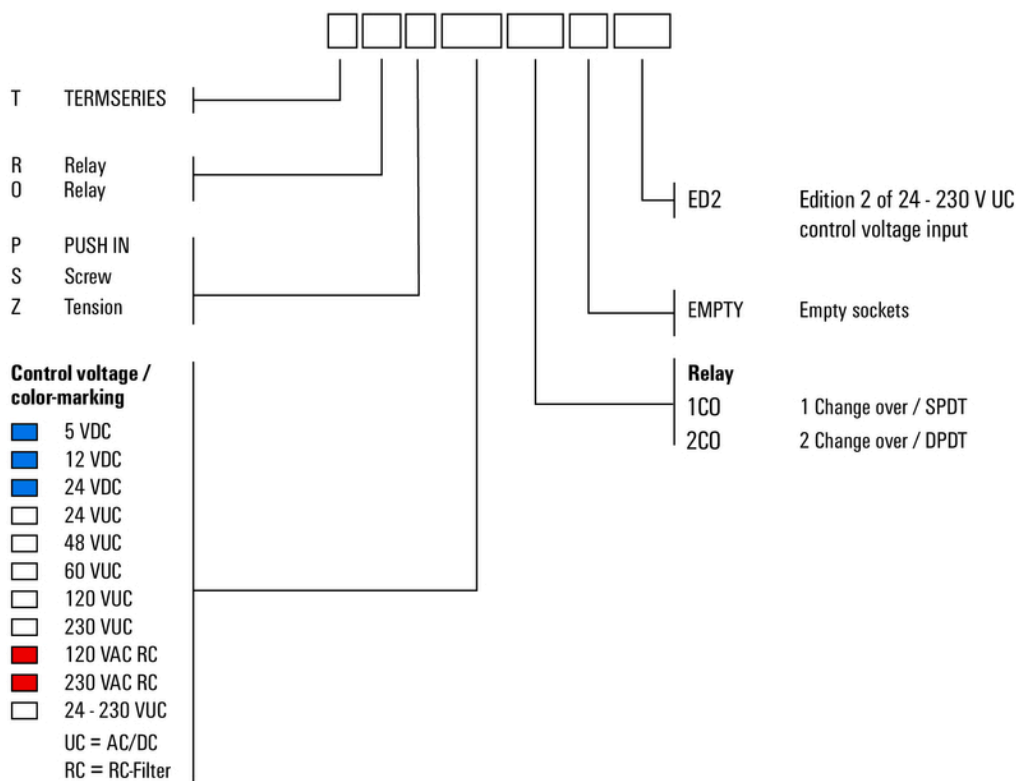 T TERMSERIES
R Relay
O Relay
P PUSH IN
S Screw
Z Tension
Control voltage /
color-marking
5 VDC
12 VDC
24 VDC
24 VUC
48 VUC
60 VUC
120 VUC
230 VUC
120 VAC RC
230 VAC RC
24 - 230 VUC
UC = AC/DC
RC = RC-Filter
ED2 Edition 2 of 24 - 230 V UC
control voltage input
EMPTY Empty sockets
Relay
1CO 1 Change over / SPDT
2CO 2 Change over / DPDT